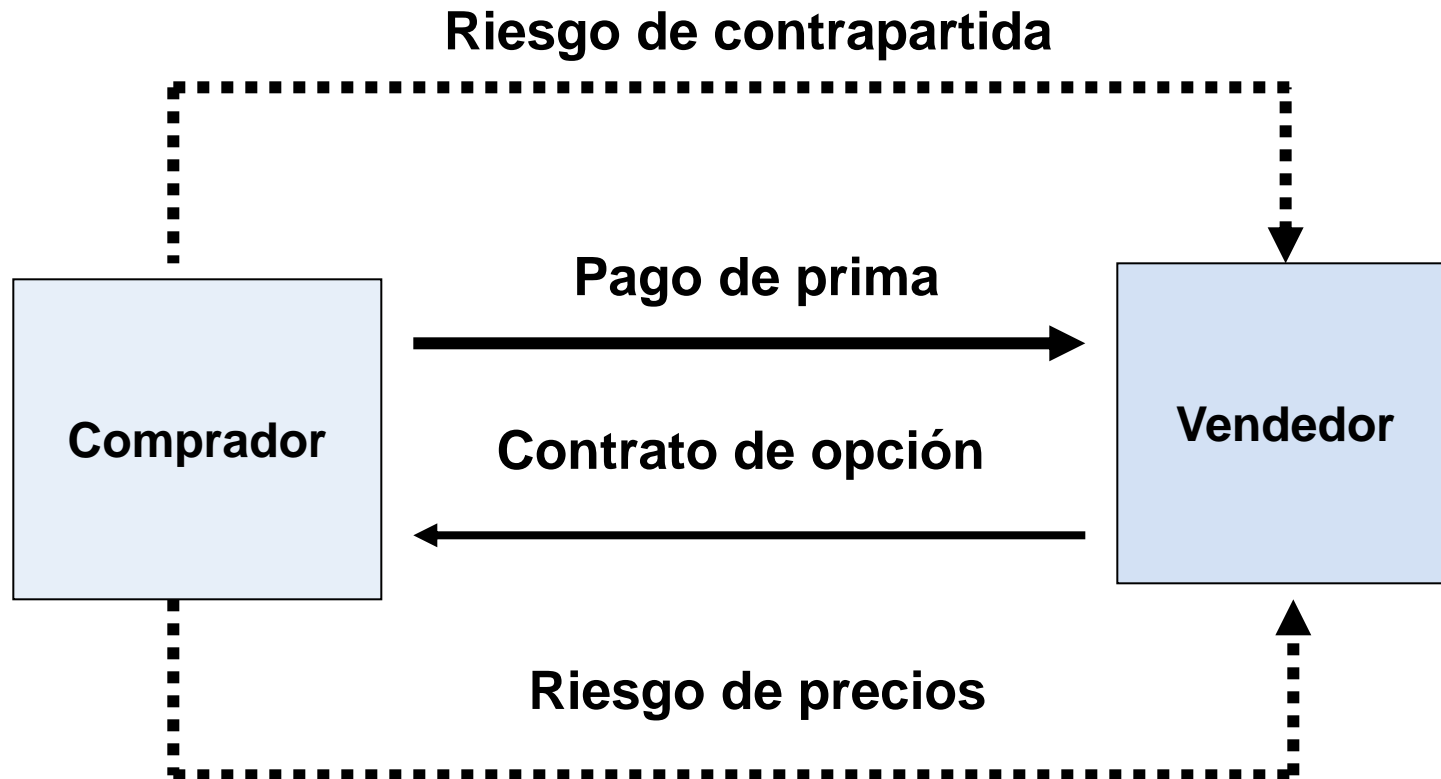 Riesgo de contrapartida
Pago de prima
Comprador
Contrato de opción
Vendedor
Riesgo de precios